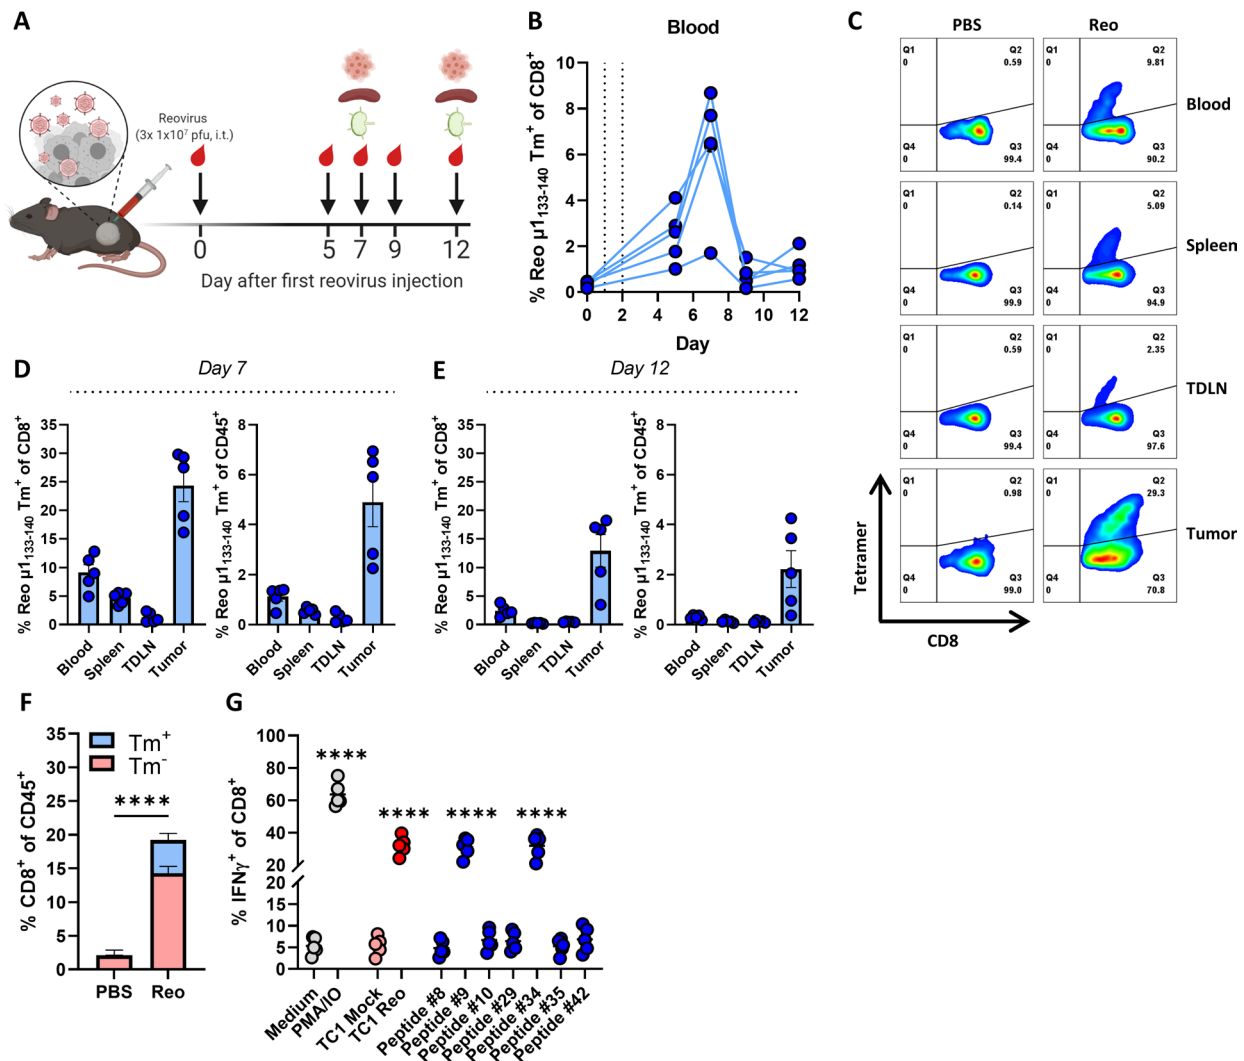 A
Reovirus
(3x 1x10⁷ pfu, i.t.)
0
5
7
9
12
Day after first reovirus injection
B
Blood
% Reo µ1₁₃₃₋₁₄₀ Tm⁺ of CD8⁺
10
8
6
4
2
0
0 2 4 6 8 10 12
Day
C
PBS
Reo
Q1
0
Q2
0.59
Q4
0
Q3
99.4
Q1
0
Q2
9.81
Q4
0
Q3
90.2
Blood
Q1
0
Q2
0.14
Q4
0
Q3
99.9
Q1
0
Q2
5.09
Q4
0
Q3
94.9
Spleen
Q1
0
Q2
0.59
Q4
0
Q3
99.4
Q1
0
Q2
2.35
Q4
0
Q3
97.6
TDLN
Q1
0
Q2
0.98
Q4
0
Q3
99.0
Q1
0
Q2
29.3
Q4
0
Q3
70.8
Tumor
Tetramer
CD8
D
Day 7
% Reo µ1₁₃₃₋₁₄₀ Tm⁺ of CD8⁺
35
30
25
20
15
10
5
0
Blood
Spleen
TDLN
Tumor
% Reo µ1₁₃₃₋₁₄₀ Tm⁺ of CD45⁺
8
6
4
2
0
Blood
Spleen
TDLN
Tumor
E
Day 12
% Reo µ1₁₃₃₋₁₄₀ Tm⁺ of CD8⁺
35
30
25
20
15
10
5
0
Blood
Spleen
TDLN
Tumor
% Reo µ1₁₃₃₋₁₄₀ Tm⁺ of CD45⁺
8
6
4
2
0
Blood
Spleen
TDLN
Tumor
F
% CD8⁺ of CD45⁺
35
30
25
20
15
10
5
0
Tm⁺
Tm⁻
****
PBS
Reo
G
% IFNγ⁺ of CD8⁺
100
80
60
40
20
20
15
10
5
0
****
****
****
****
Medium
PMA/IO
TC1 Mock
TC1 Reo
Peptide #8
Peptide #9
Peptide #10
Peptide #29
Peptide #34
Peptide #35
Peptide #42